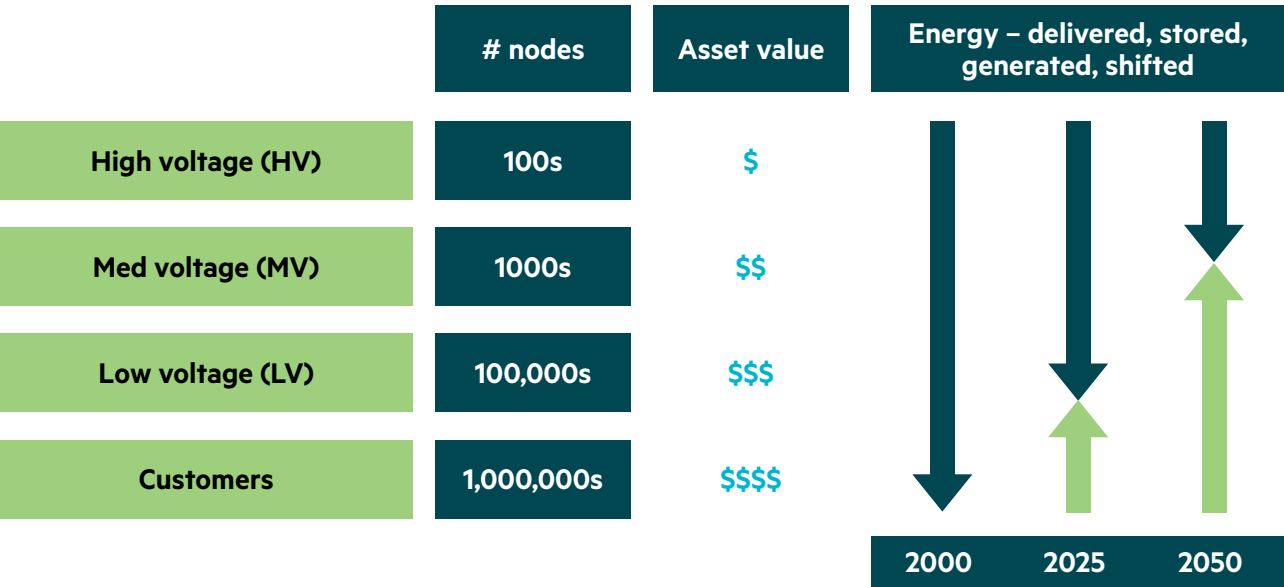 # nodes
Asset value
Energy – delivered, stored,
generated, shifted
High voltage (HV)
100s
$
Med voltage (MV)
1000s
$$
Low voltage (LV)
100,000s
$$$
Customers
1,000,000s
$$$$
2000
2025
2050